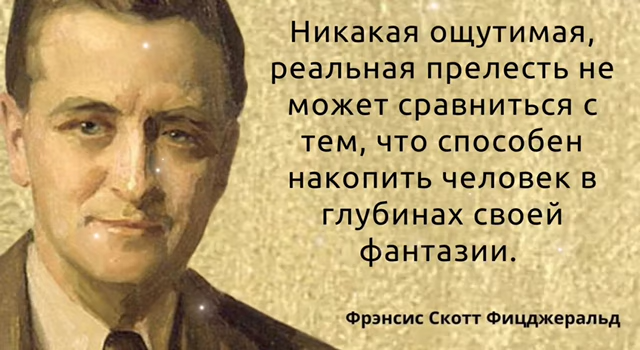 Никакая ощутимая,
реальная прелесть не
может сравниться с
тем, что способен
накопить человек в
глубинах своей
фантазии.
Фрэнсис Скотт Фицджеральд